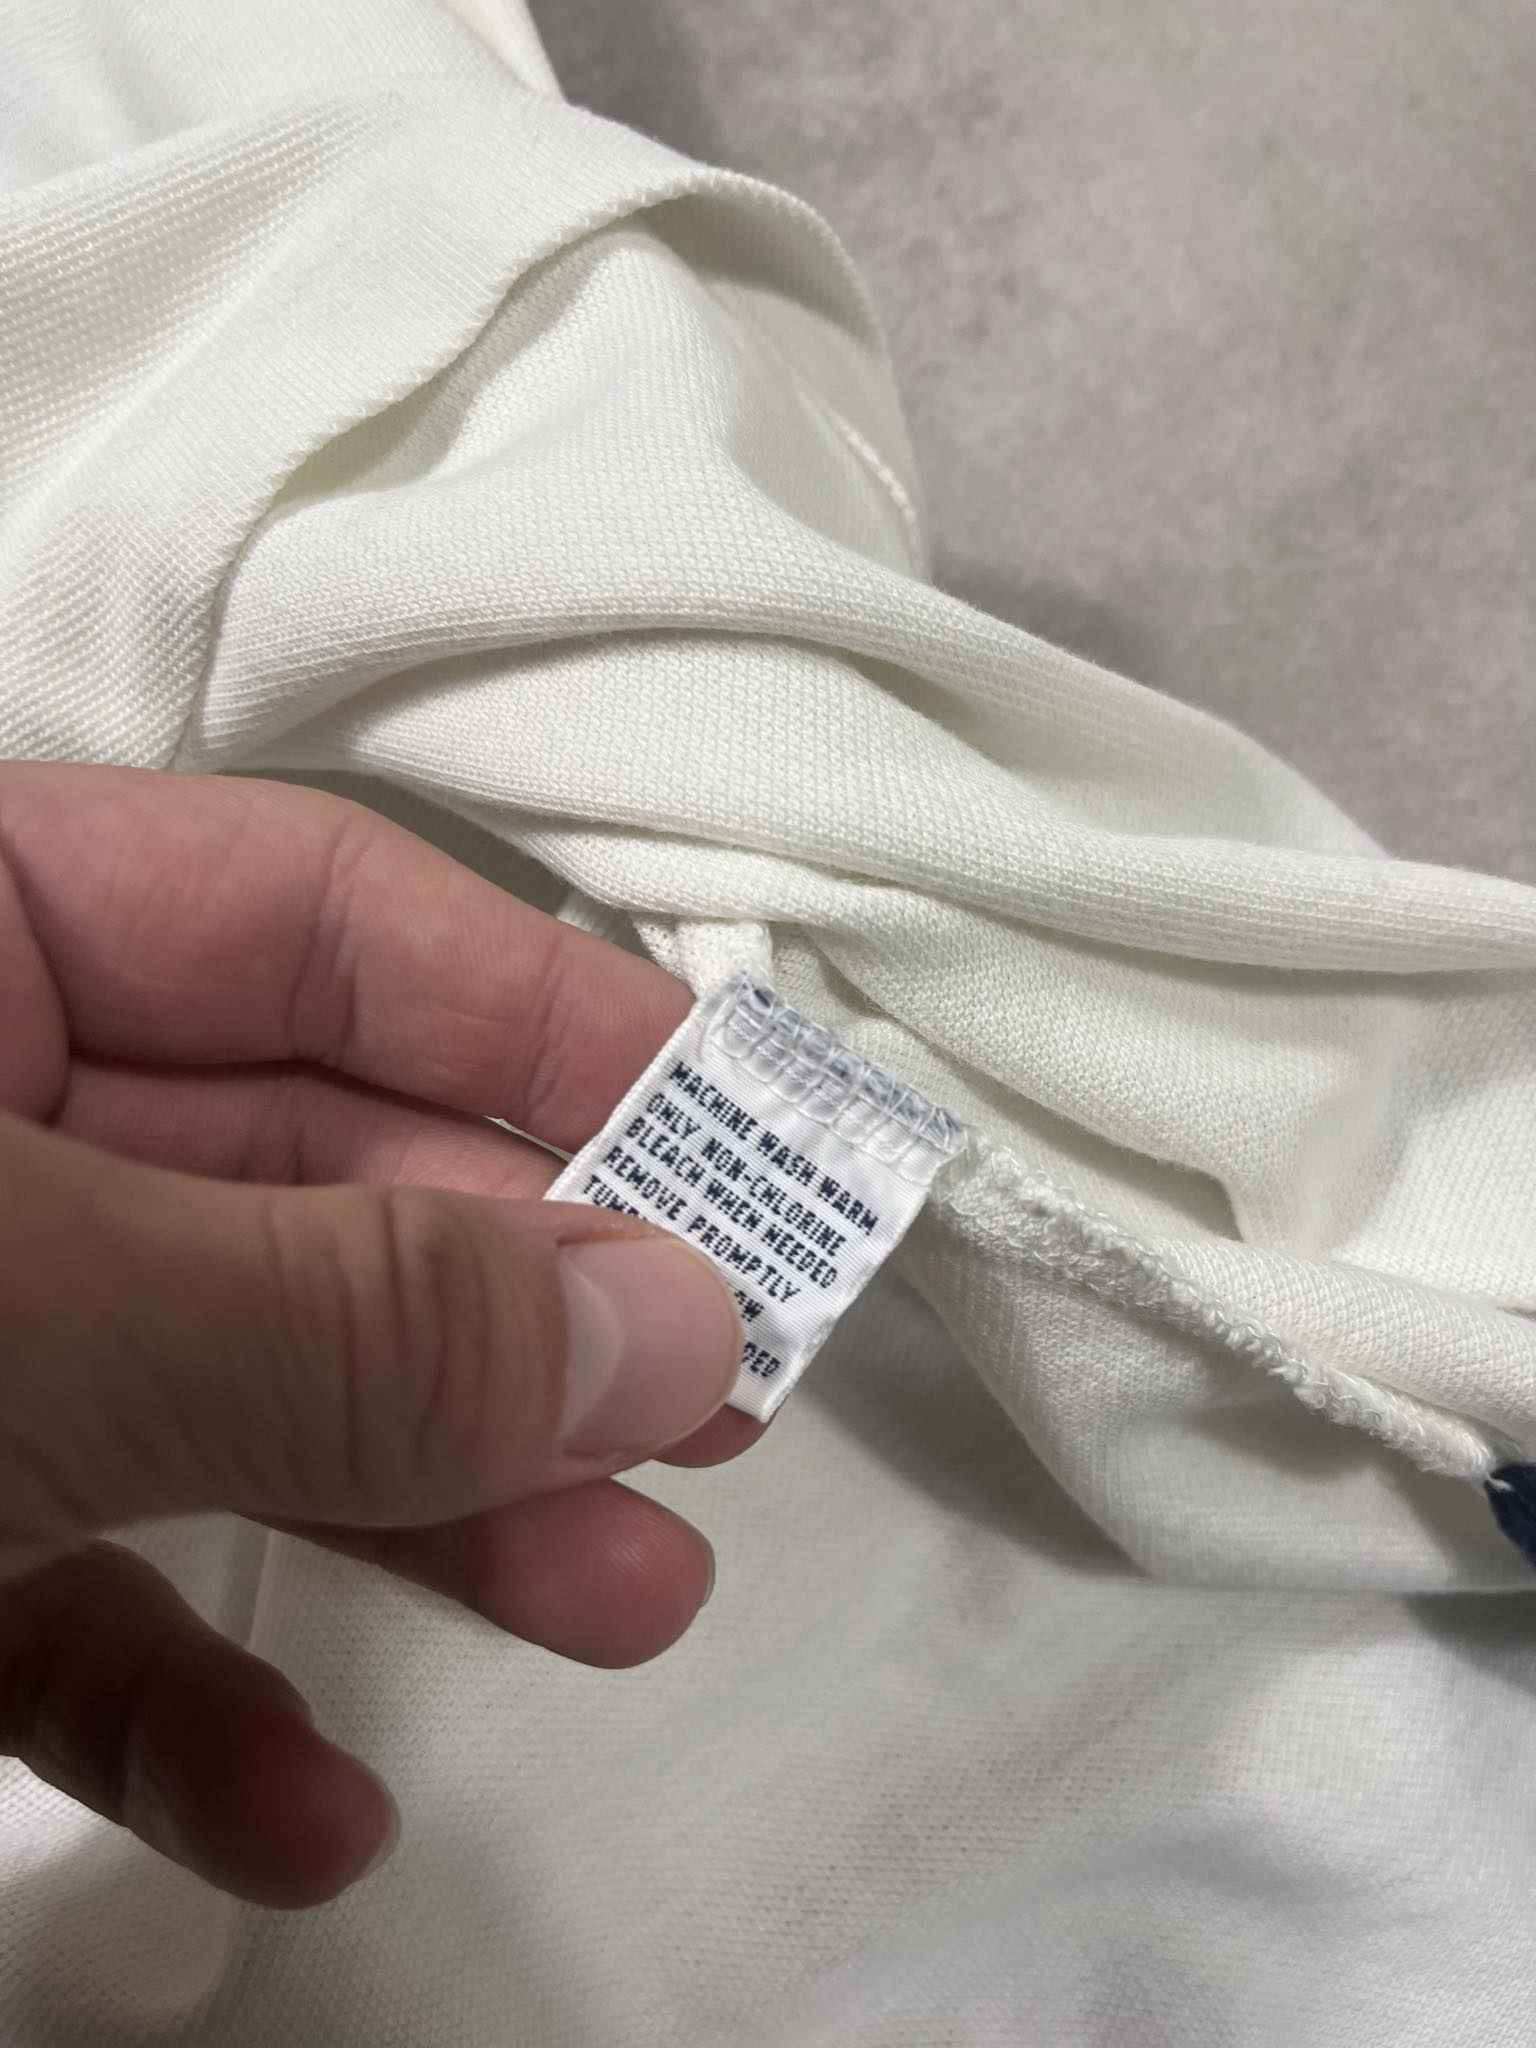 MACHINE WASH WARM
ONLY NON-CHLORINE
BLEACH WHEN NEEDED
REMOVE PROMPTLY